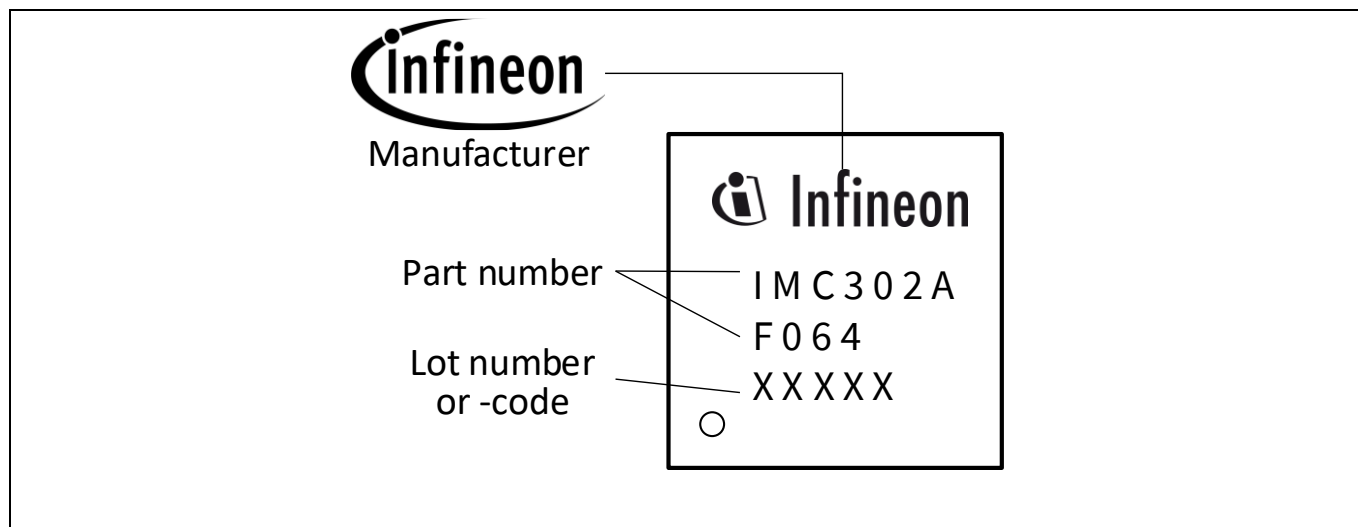 infineon
Manufacturer
Infineon
Part number
IMC302A
F064
Lot number
or -code
XXXXX